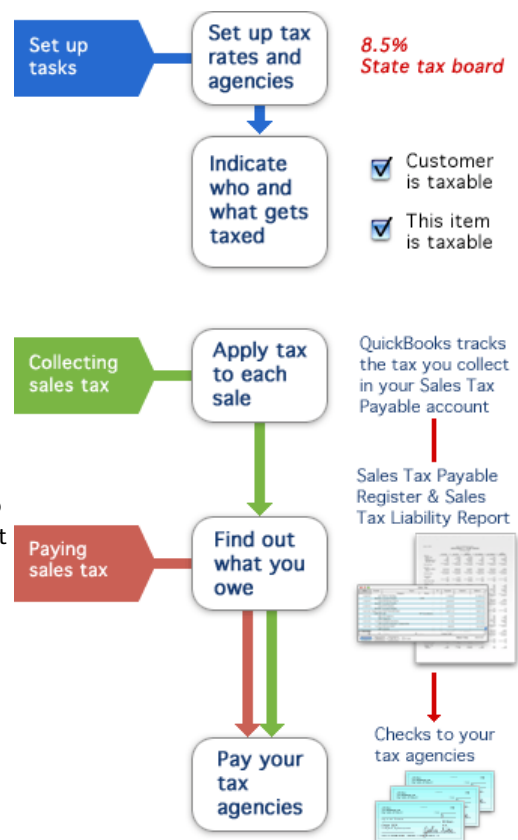 Set up
tasks
Set up tax
rates and
agencies
8.5%
State tax board
Indicate
who and
what gets
taxed
Customer
is taxable
This item
is taxable
Collecting
sales tax
Apply tax
to each
sale
QuickBooks tracks
the tax you collect
in your Sales Tax
Payable account
Sales Tax Payable
Register & Sales
Tax Liability Report
t
Paying
sales tax
Find out
what you
owe
Pay your
tax
agencies
Checks to your
tax agencies